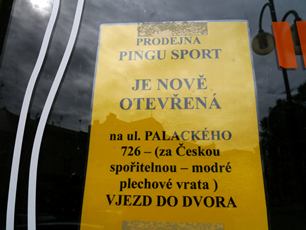 PRODEJNA
PINGU SPORT
JE NOVĚ
OTEVŘENÁ
na ul. PALACKÉHO
726 – (za Českou
spořitelnou – modré
plechové vrata )
VJEZD DO DVORA